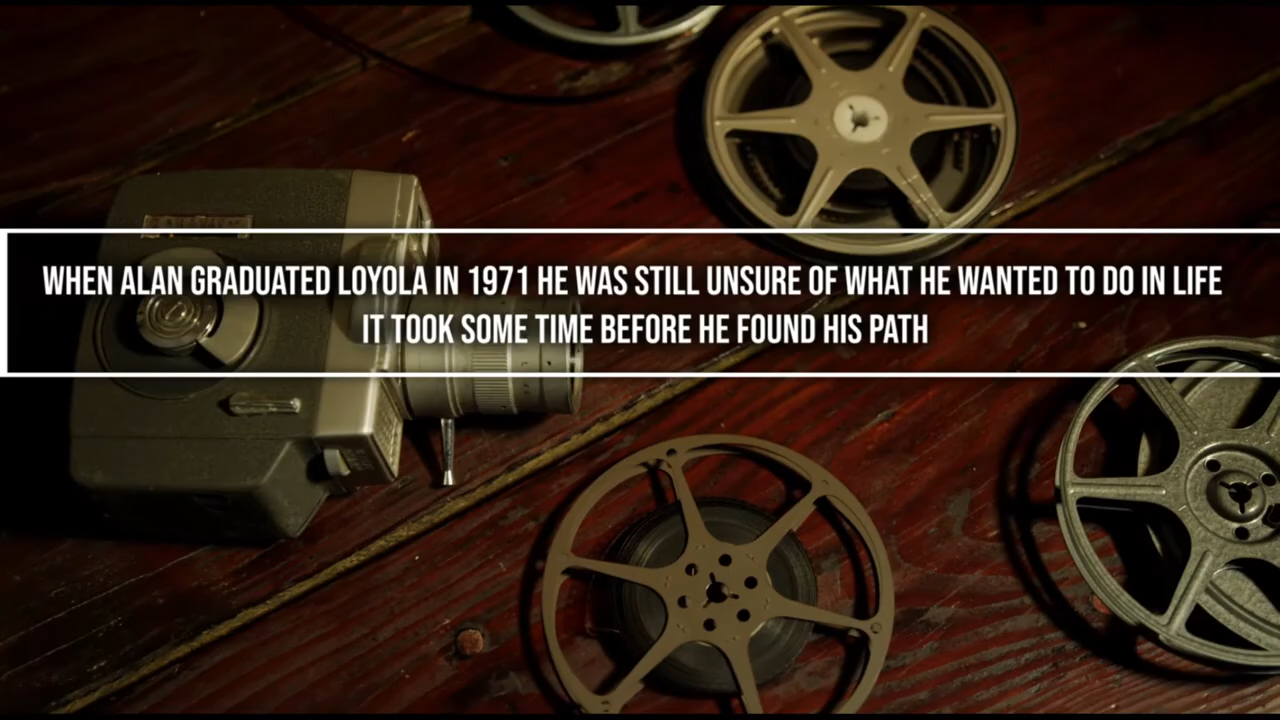 WHEN ALAN GRADUATED LOYOLA IN 1971 HE WAS STILL UNSURE OF WHAT HE WANTED TO DO IN LIFE
IT TOOK SOME TIME BEFORE HE FOUND HIS PATH